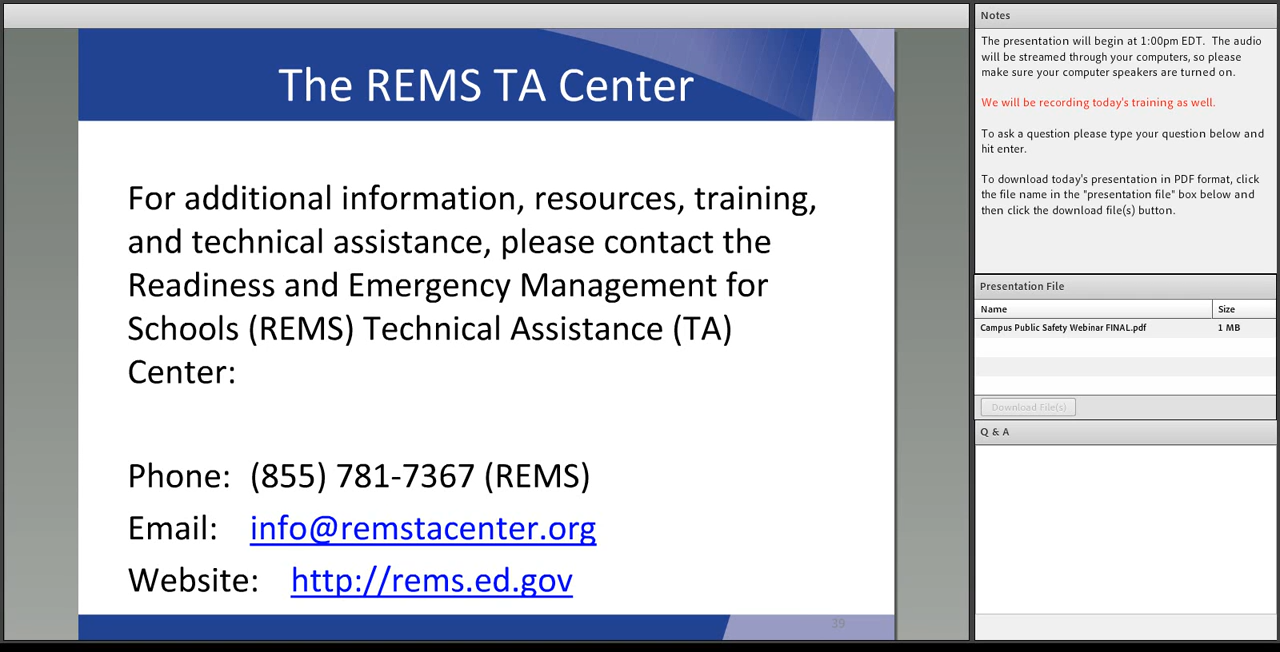 The REMS TA Center
For additional information, resources, training,
and technical assistance, please contact the
Readiness and Emergency Management for
Schools (REMS) Technical Assistance (TA)
Center:
Phone: (855) 781-7367 (REMS)
Email: info@remstacenter.org
Website: http://rems.ed.gov
39
Notes
The presentation will begin at 1:00pm EDT. The audio
will be streamed through your computers, so please
make sure your computer speakers are turned on.
We will be recording today's training as well.
To ask a question please type your question below and
hit enter.
To download today's presentation in PDF format, click
the file name in the "presentation file" box below and
then click the download file(s) button.
Presentation File
Name Size
Campus Public Safety Webinar FINAL.pdf 1 MB
Download File(s)
Q & A